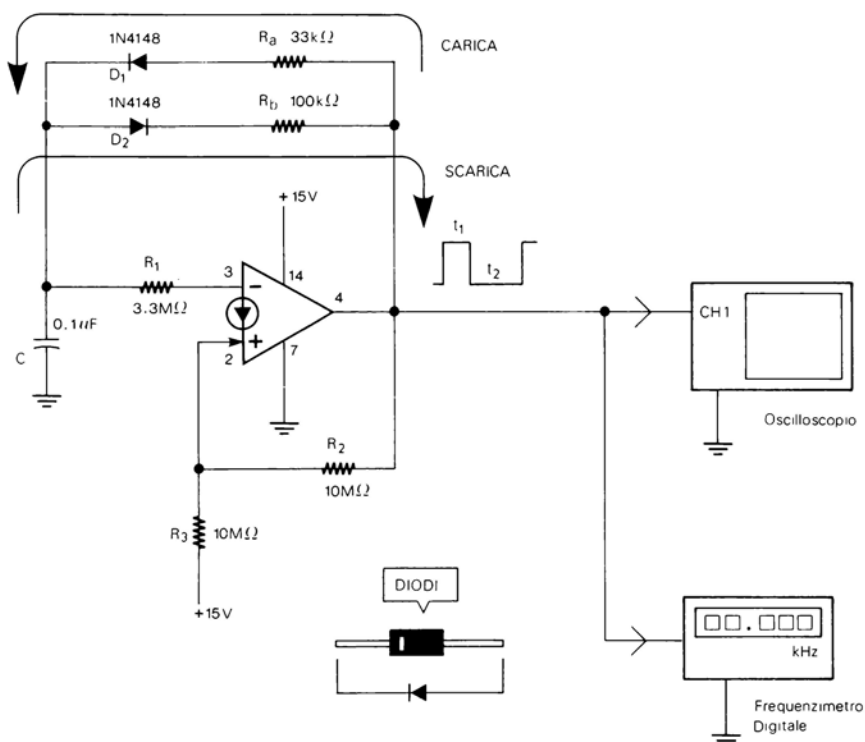 1N4148
Ra 33kΩ
CARICA
D1
1N4148
Rb 100kΩ
D2
SCARICA
+15V
t1
t2
R1
3
14
4
3.3MΩ
CH1
0.1uF
C
2
7
Oscilloscopio
R2
10MΩ
R3 10MΩ
+15V
DIODI
00.000
kHz
Frequenzimetro
Digitale